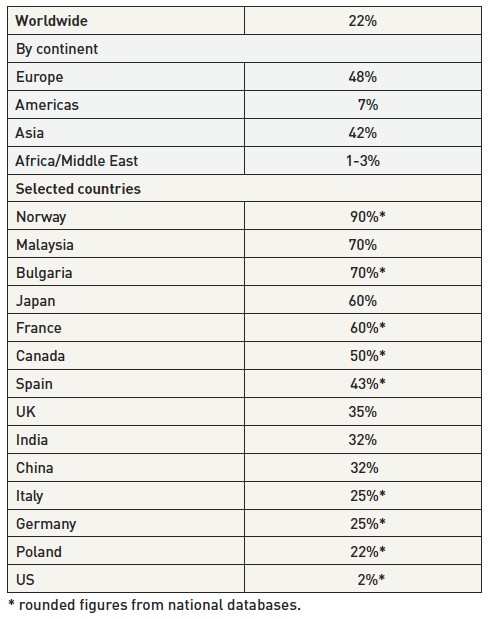 Worldwide 22%
By continent
Europe 48%
Americas 7%
Asia 42%
Africa/Middle East 1-3%
Selected countries
Norway 90%*
Malaysia 70%
Bulgaria 70%*
Japan 60%
France 60%*
Canada 50%*
Spain 43%*
UK 35%
India 32%
China 32%
Italy 25%*
Germany 25%*
Poland 22%*
US 2%*
* rounded figures from national databases.